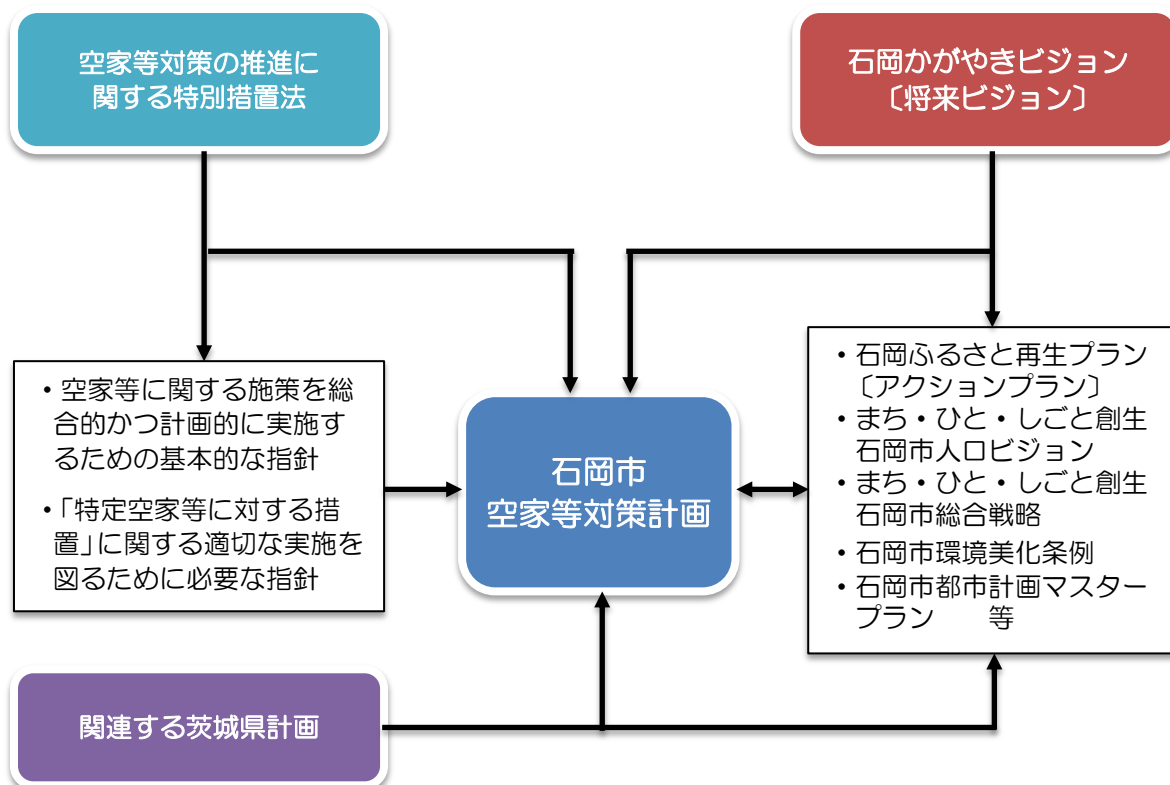 空家等対策の推進に
関する特別措置法
石岡かがやきビジョン
〔将来ビジョン〕
・空家等に関する施策を総
合的かつ計画的に実施す
るための基本的な指針
・「特定空家等に対する措
置」に関する適切な実施を
図るために必要な指針
石岡市
空家等対策計画
・石岡ふるさと再生プラン
〔アクションプラン〕
・まち・ひと・しごと創生
石岡市人口ビジョン
・まち・ひと・しごと創生
石岡市総合戦略
・石岡市環境美化条例
・石岡市都市計画マスター
プラン　　等
関連する茨城県計画